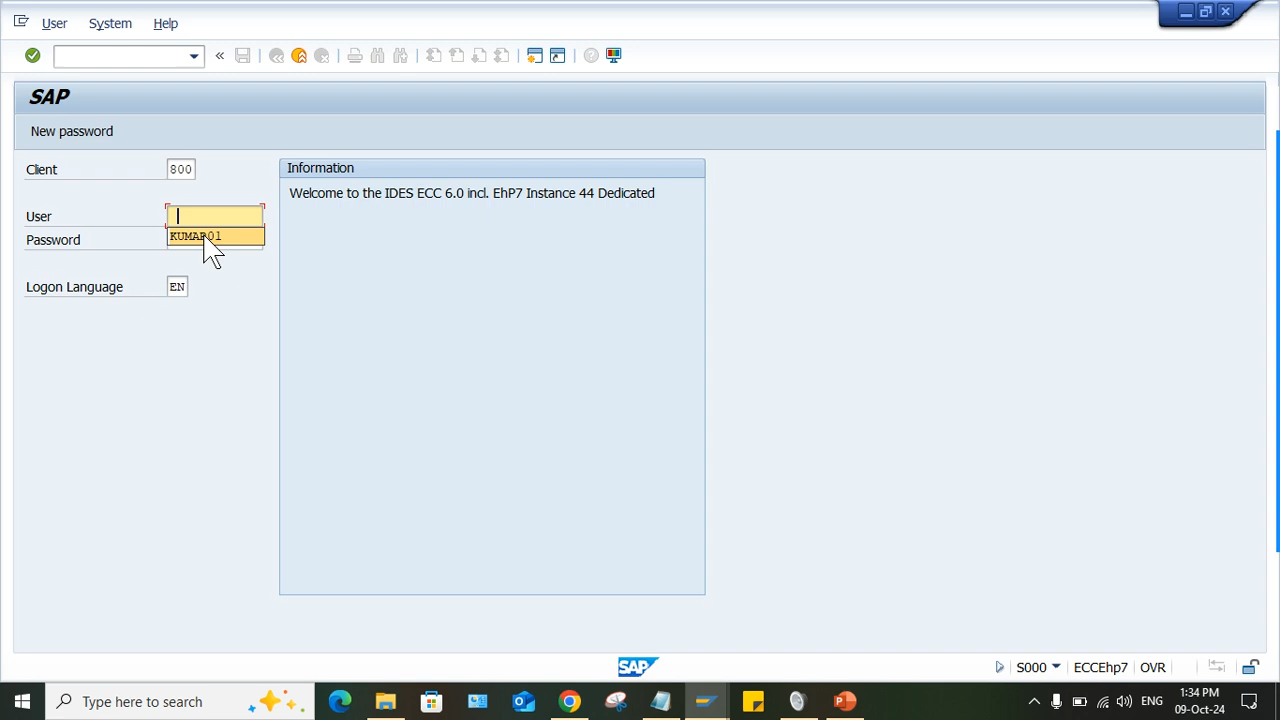 User System Help
SAP
New password
Client 800
Information
Welcome to the IDES ECC 6.0 incl. EhP7 Instance 44 Dedicated
User
KUMAR01
Password
Logon Language EN
SAP
S000 ECCEhp7 OVR
Type here to search
ENG
1:34 PM
09-Oct-24